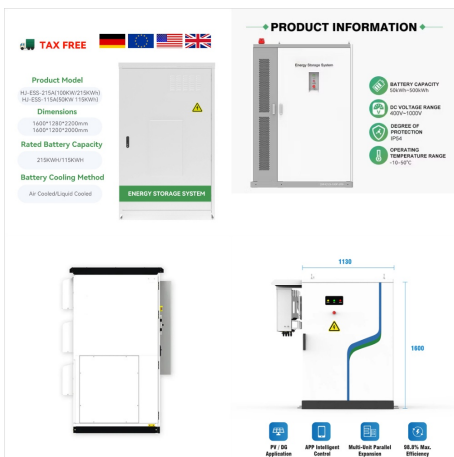 TAX FREE
Product Model
HJ-ESS-215A(100KW/215KWh)
HJ-ESS-115A(50KW 115KWh)
Dimensions
1600*1280*2200mm
1600*1200*2000mm
Rated Battery Capacity
215KWH/115KWH
Battery Cooling Method
Air Cooled/Liquid Cooled
ENERGY STORAGE SYSTEM
PRODUCT INFORMATION
Energy Storage System
BATTERY CAPACITY
50kWh~500kWh
DC VOLTAGE RANGE
400V~1000V
DEGREE OF
PROTECTION
IP54
OPERATING
TEMPERATURE RANGE
-10-50°C
1130
1600
PV / DG
Application
APP Intelligent
Control
Multi-Unit Parallel
Expansion
98.8% Max.
Efficiency